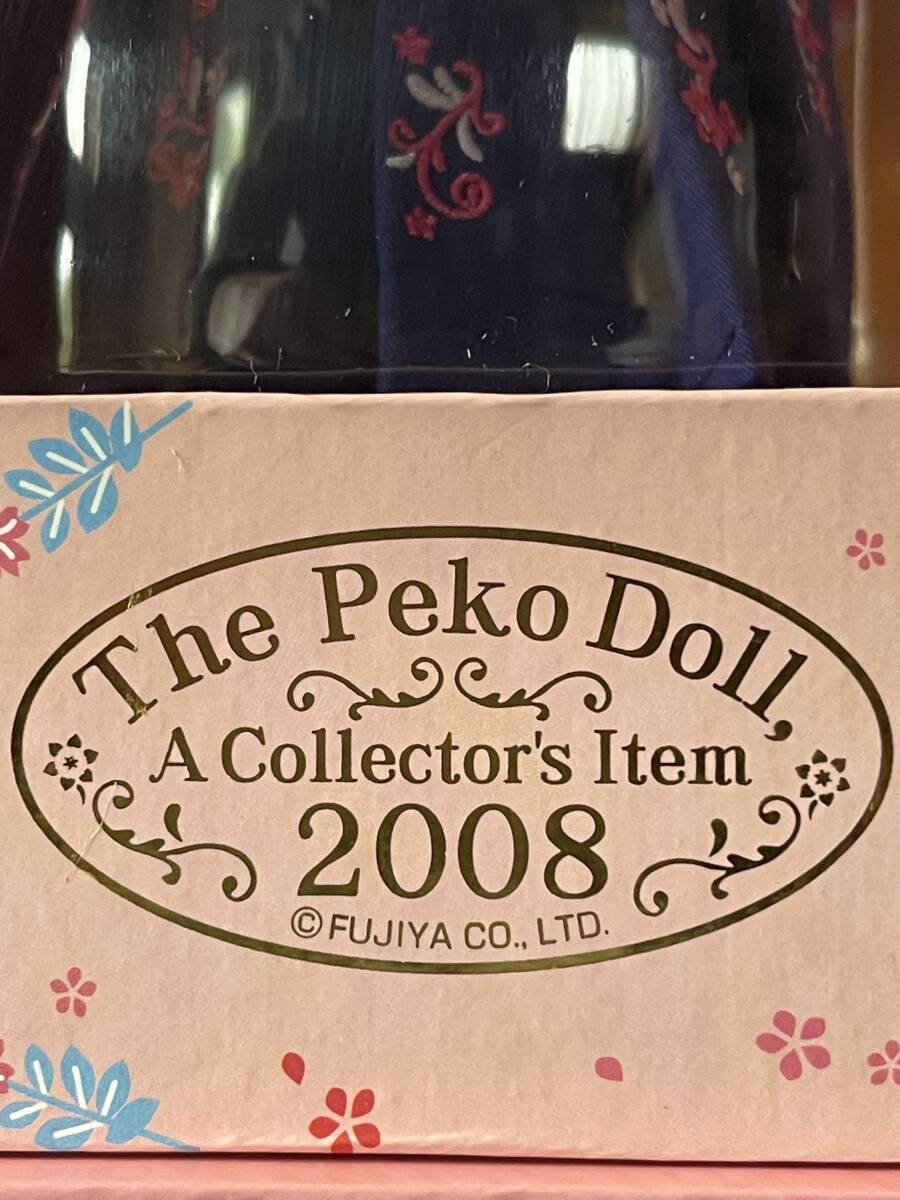 The Peko Doll,
A Collector's Item
2008
© FUJIYA CO., LTD.